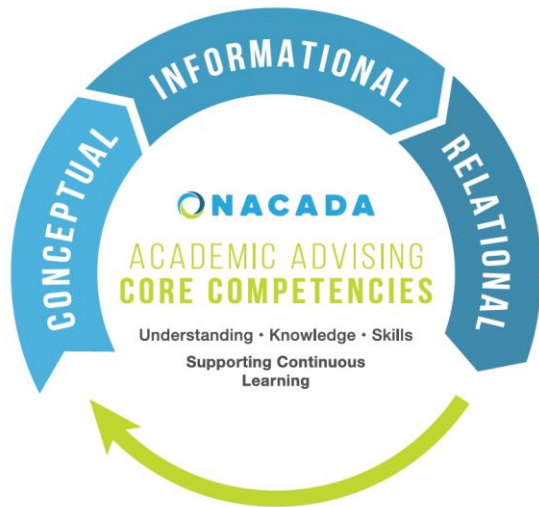 CONCEPTUAL
INFORMATIONAL
RELATIONAL
NACADA
ACADEMIC ADVISING
CORE COMPETENCIES
Understanding • Knowledge • Skills
Supporting Continuous
Learning